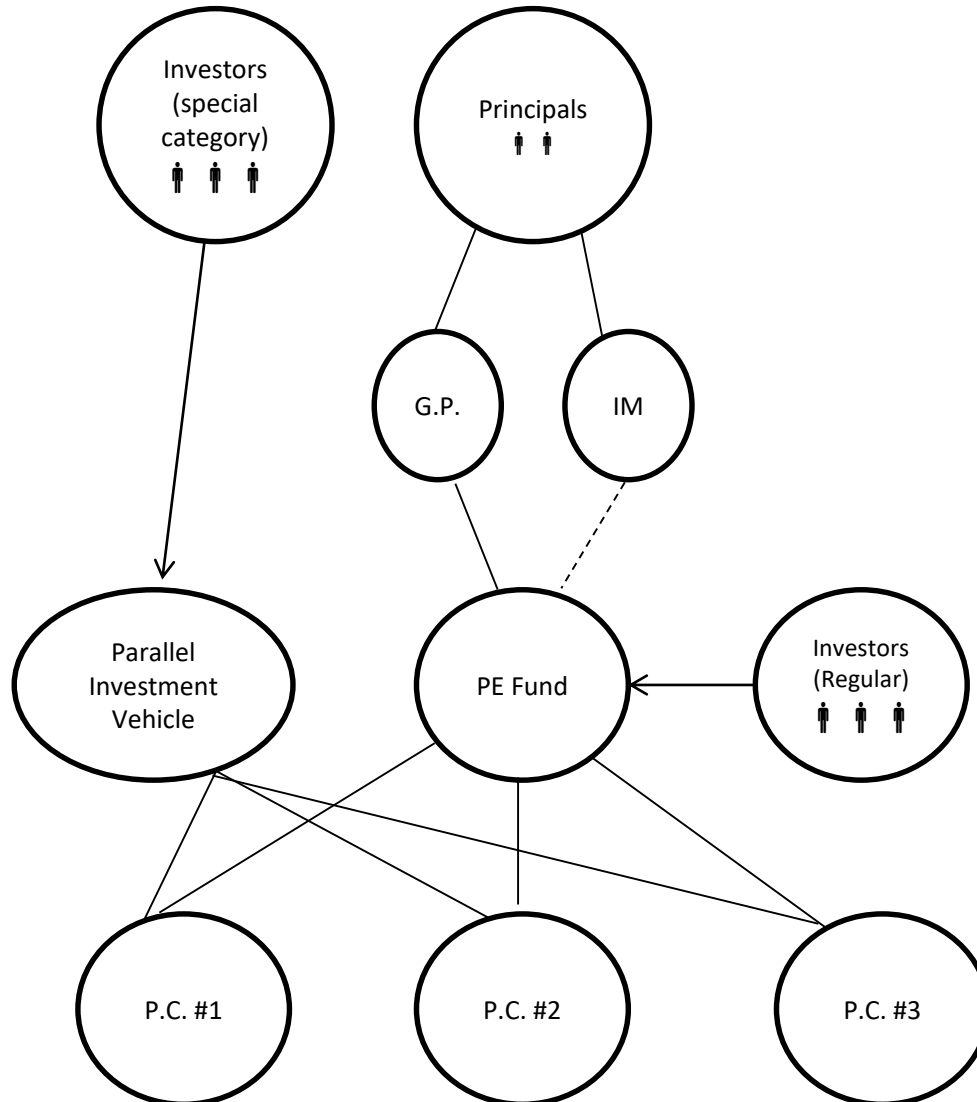 Investors
(special
category)
Principals
G.P.
IM
Parallel
Investment
Vehicle
PE Fund
Investors
(Regular)
P.C. #1
P.C. #2
P.C. #3